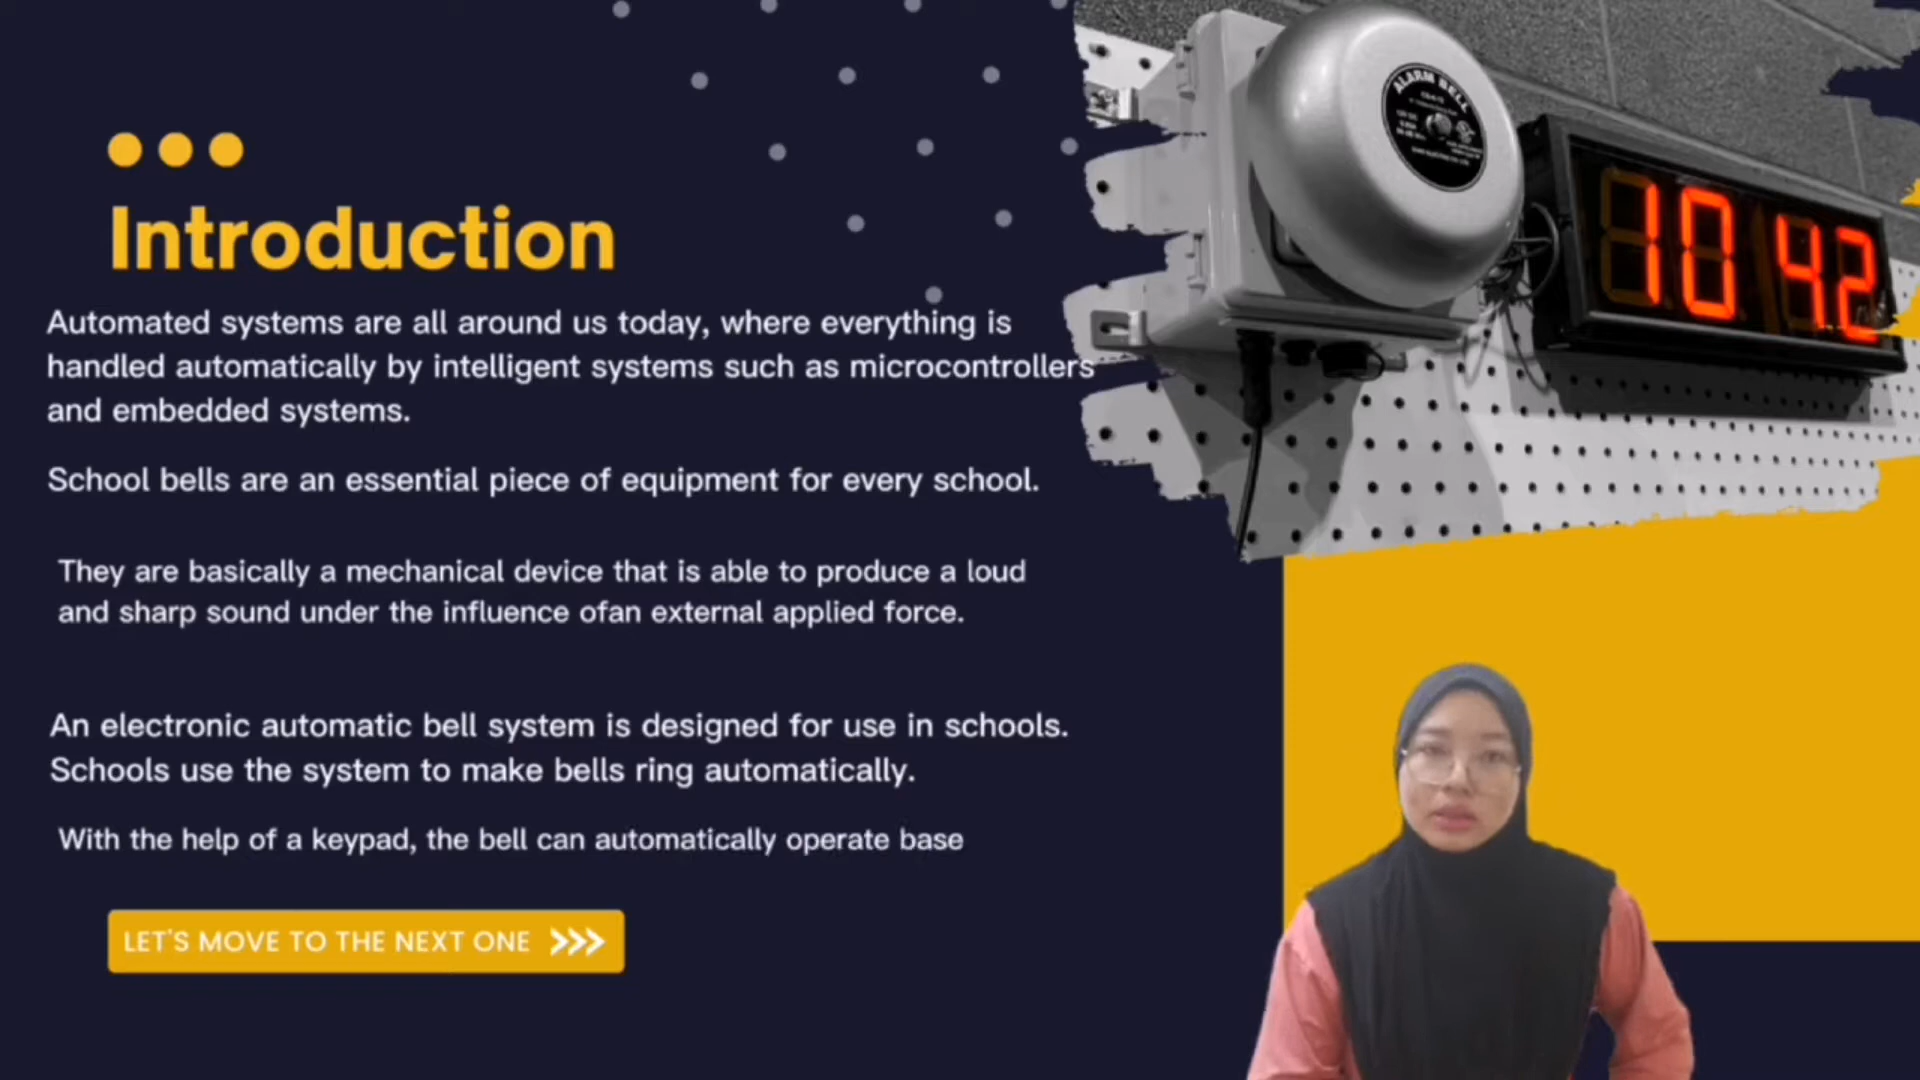 Introduction
Automated systems are all around us today, where everything is
handled automatically by intelligent systems such as microcontrollers
and embedded systems.
School bells are an essential piece of equipment for every school.
They are basically a mechanical device that is able to produce a loud
and sharp sound under the influence ofan external applied force.
An electronic automatic bell system is designed for use in schools.
Schools use the system to make bells ring automatically.
With the help of a keypad, the bell can automatically operate base
LET'S MOVE TO THE NEXT ONE
ALARM BELL
10 42